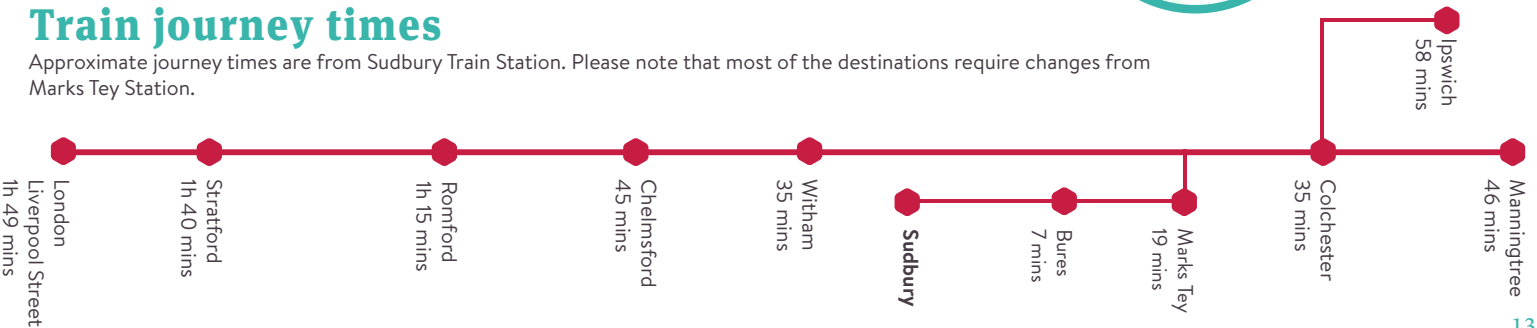 Train journey times
Approximate journey times are from Sudbury Train Station. Please note that most of the destinations require changes from
Marks Tey Station.
Ipswich
58 mins
London
Liverpool Street
1h 49 mins
Stratford
1h 40 mins
Romford
1h 15 mins
Chelmsford
45 mins
Witham
35 mins
Sudbury
Bures
7 mins
Marks Tey
19 mins
Colchester
35 mins
Manningtree
46 mins
13